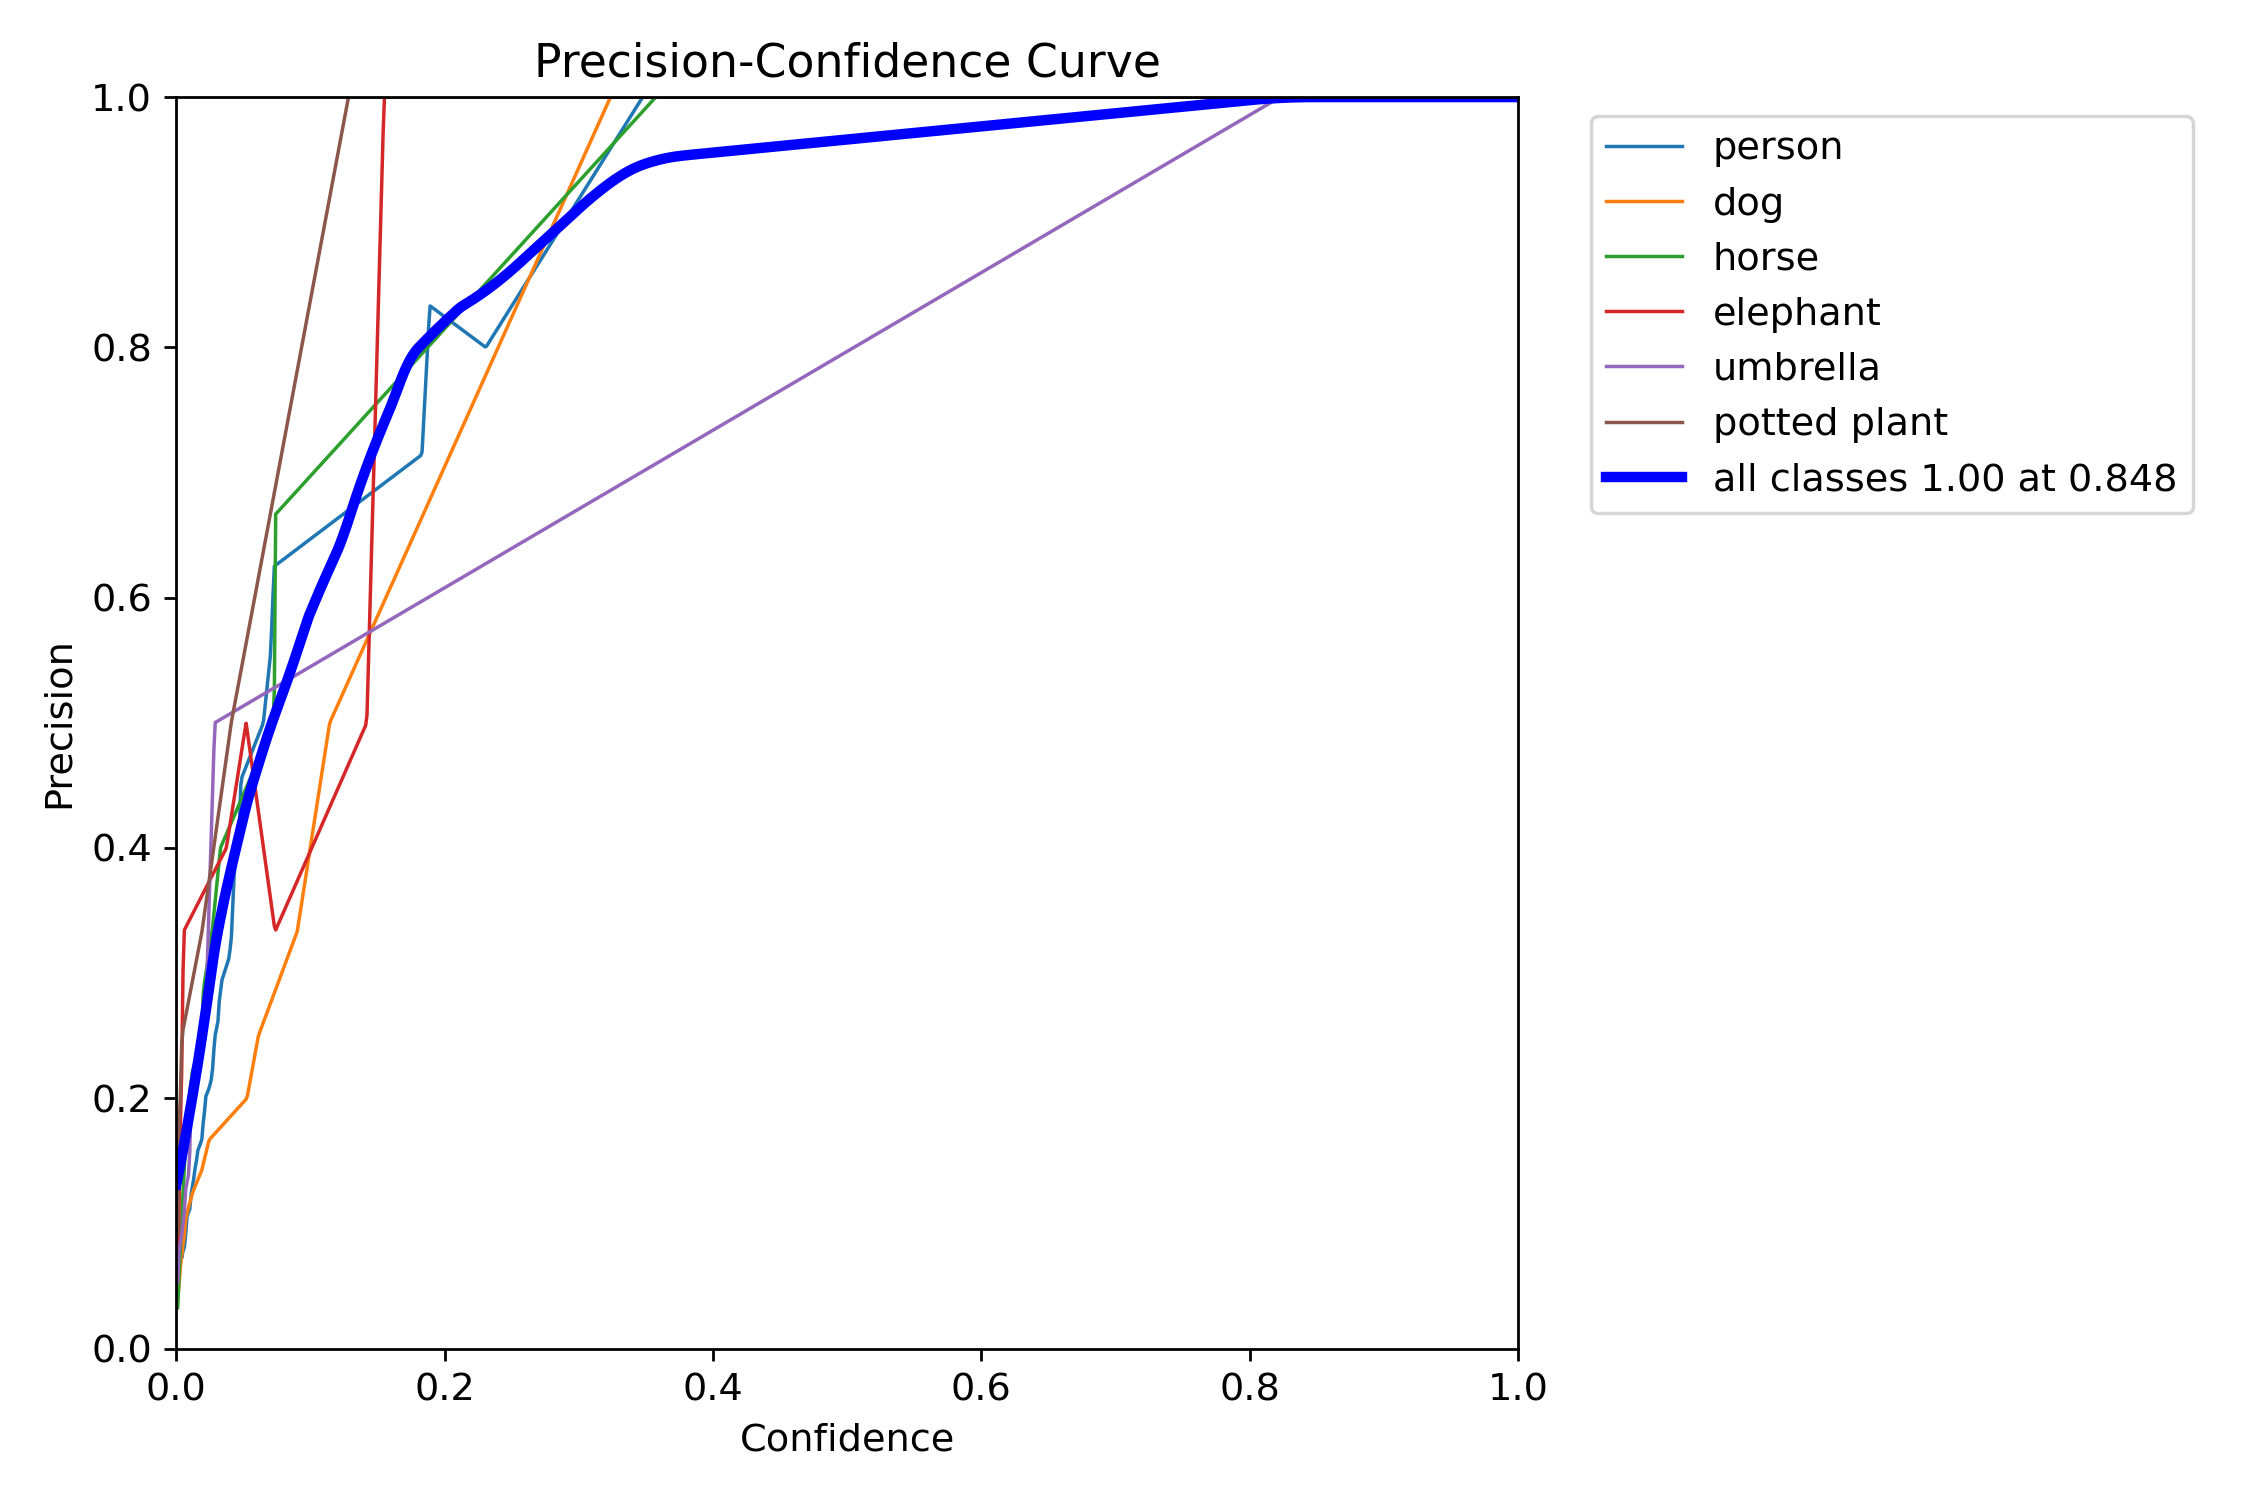 Precision-Confidence Curve
1.0
0.8
0.6
0.4
0.2
0.0
Precision
0.0 0.2 0.4 0.6 0.8 1.0
Confidence
person
dog
horse
elephant
umbrella
potted plant
all classes 1.00 at 0.848